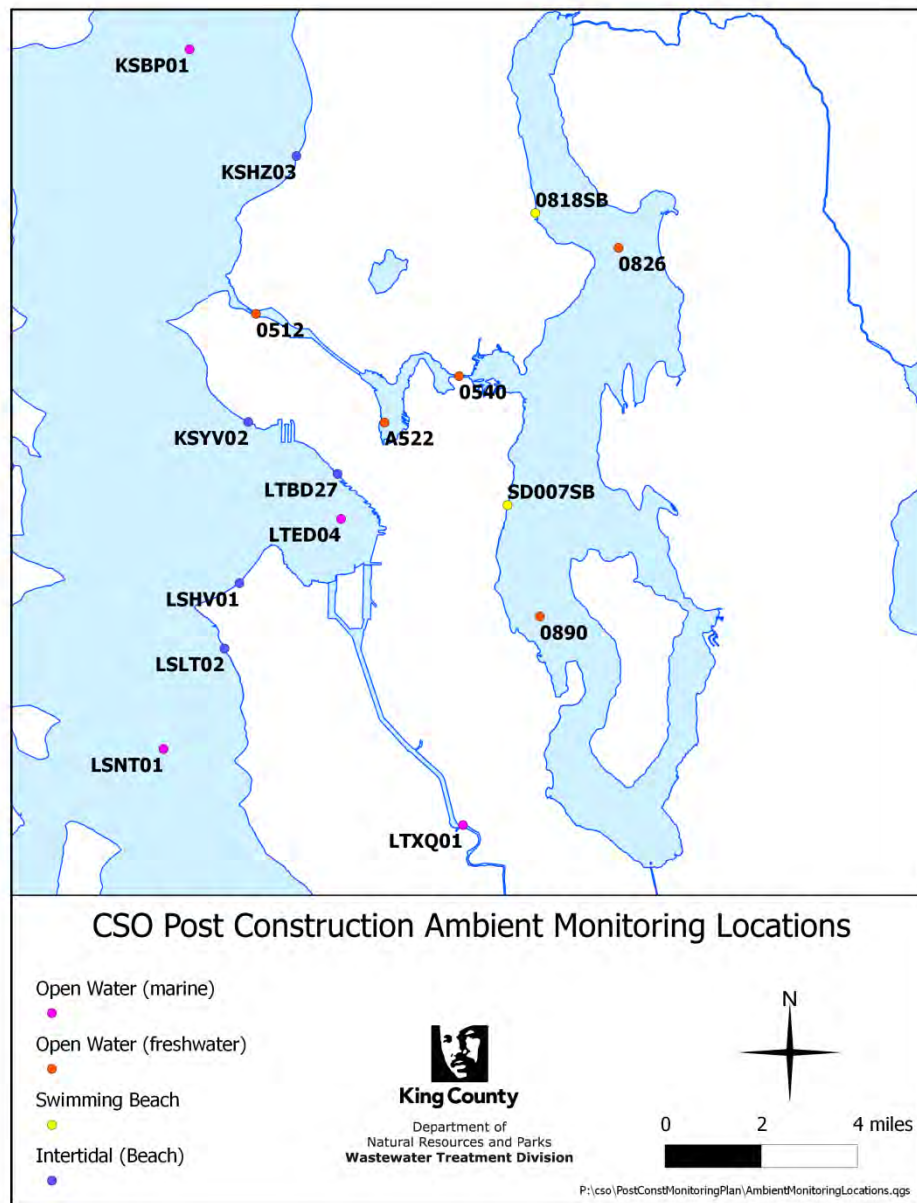 KSBP01
KSHZ03
0818SB
0826
0512
0540
KSYV02
A522
LTBD27
SD007SB
LTED04
LSHV01
0890
LSLT02
LSNT01
LTXQ01
CSO Post Construction Ambient Monitoring Locations
Open Water (marine)
Open Water (freshwater)
Swimming Beach
Intertidal (Beach)
King County
Department of
Natural Resources and Parks
Wastewater Treatment Division
N
0 2 4 miles
P:\cso\PostConstMonitoringPlan\AmbientMonitoringLocations.qgs